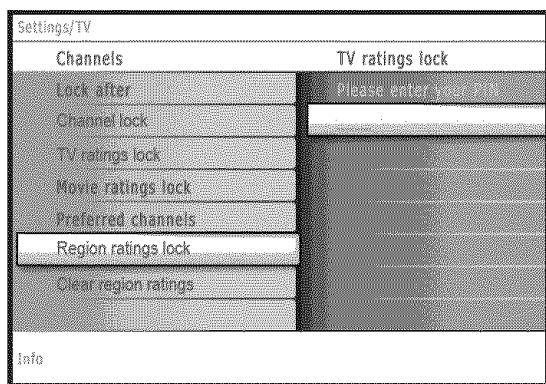 Settings/TV
Channels
TV ratings lock
Lock after
Please enter your PIN
Channel lock
TV ratings lock
Movie ratings lock
Preferred channels
Region ratings lock
Clear region ratings
Info